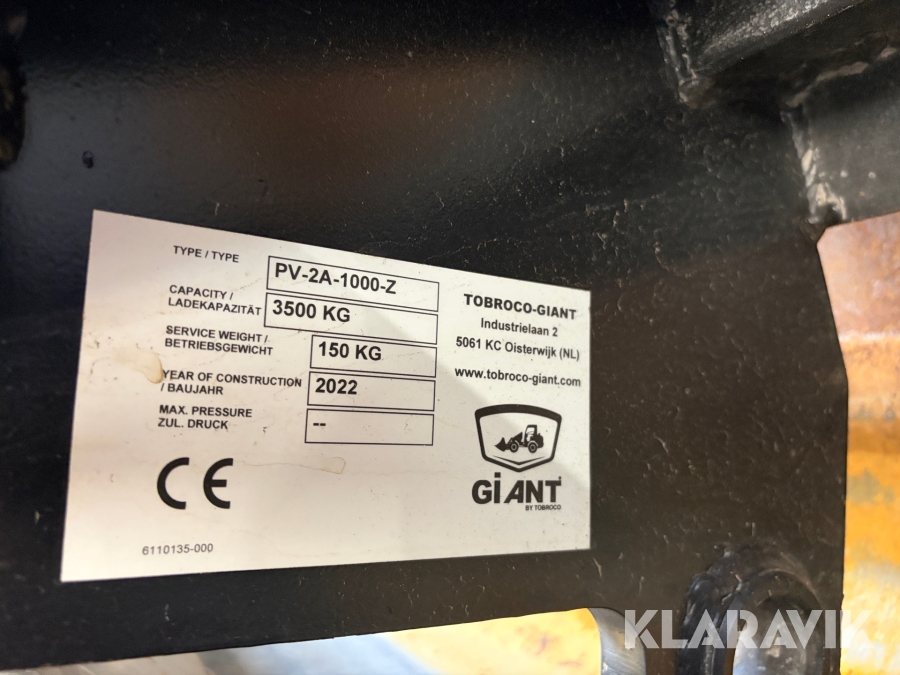 TYPE / TYPE
PV-2A-1000-Z
CAPACITY /
LADEKAPAZITÄT
3500 KG
SERVICE WEIGHT /
BETRIEBSGEWICHT
150 KG
YEAR OF CONSTRUCTION
/ BAUJAHR
2022
MAX. PRESSURE
ZUL. DRUCK
--
CE
6110135-000
TOBROCO-GIANT
Industrielaan 2
5061 KC Oisterwijk (NL)
www.tobroco-giant.com
GiANT
BY TOBROCO
KLARAVIK